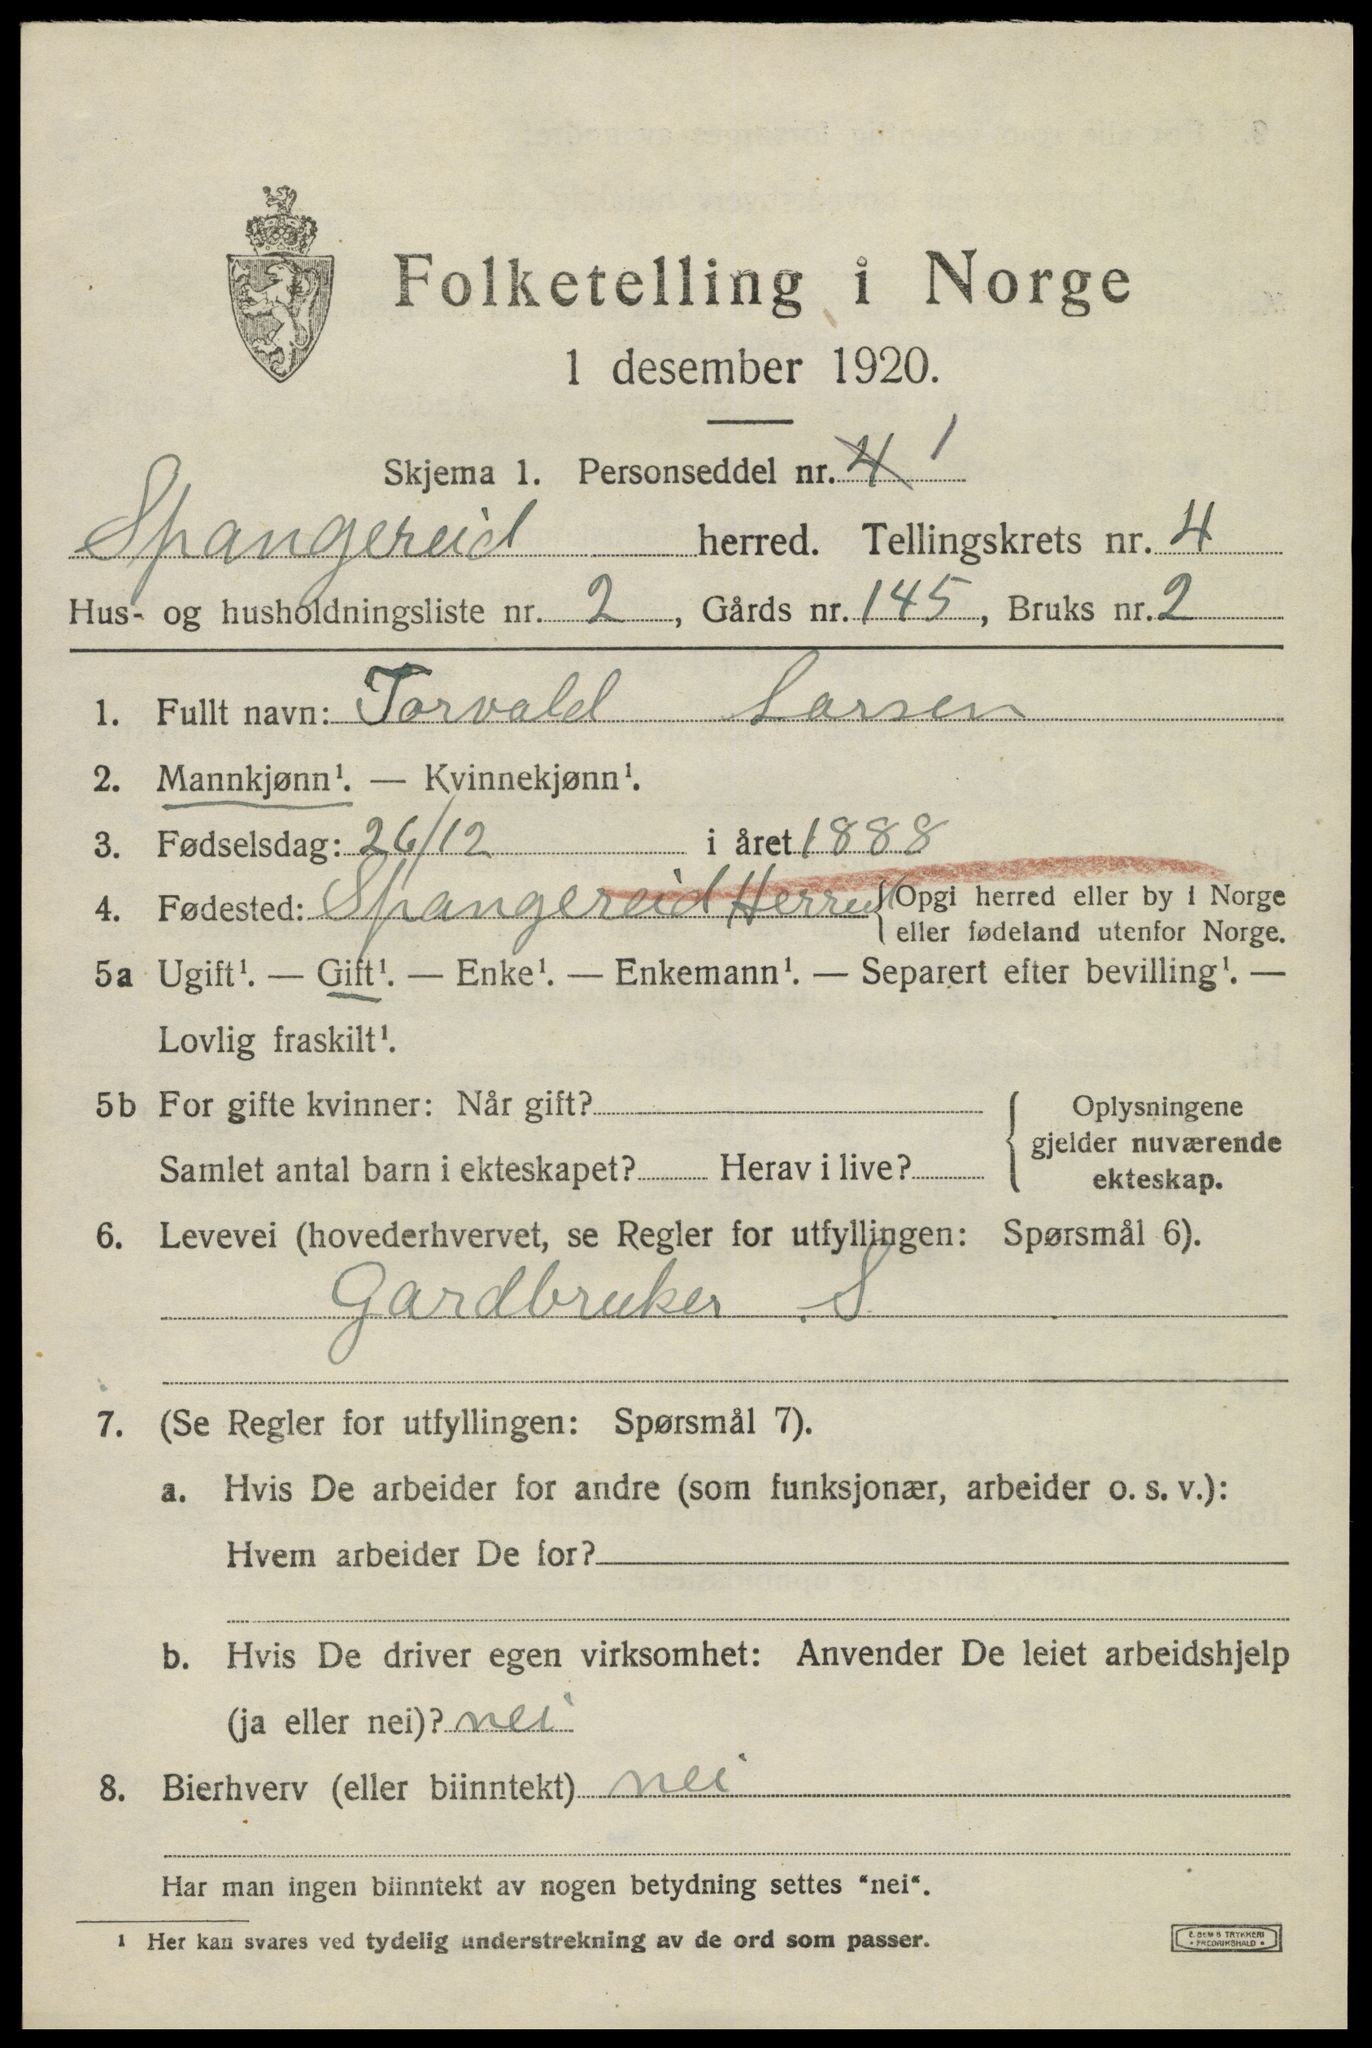 Folketelling i Norge
1 desember 1920.
Skjema 1. Personseddel nr. 4 1
Spangereid herred. Tellingskrets nr. 4
Hus- og husholdningsliste nr. 2, Gårds nr. 145, Bruks nr. 2
1. Fullt navn: Torvald Larsen
2. Mannkjønn¹. — Kvinnekjønn¹.
3. Fødselsdag: 26/12 i året 1888
4. Fødested: Spangereid Herred { Opgi herred eller by i Norge
eller fødeland utenfor Norge.
5a Ugift¹. — Gift¹. — Enke¹. — Enkemann¹. — Separert efter bevilling¹. —
Lovlig fraskilt¹.
5b For gifte kvinner: Når gift?
Samlet antal barn i ekteskapet? Herav i live?
{ Oplysningene
gjelder nuværende
ekteskap.
6. Levevei (hovederhvervet, se Regler for utfyllingen: Spørsmål 6).
Gardbruker S
7. (Se Regler for utfyllingen: Spørsmål 7).
a. Hvis De arbeider for andre (som funksjonær, arbeider o. s. v.):
Hvem arbeider De for?
b. Hvis De driver egen virksomhet: Anvender De leiet arbeidshjelp
(ja eller nei)? nei
8. Bierhverv (eller biinntekt) nei
Har man ingen biinntekt av nogen betydning settes "nei".
¹ Her kan svares ved tydelig understrekning av de ord som passer.
E. SEM'S TRYKKERI
• FREDRIKSHALD •